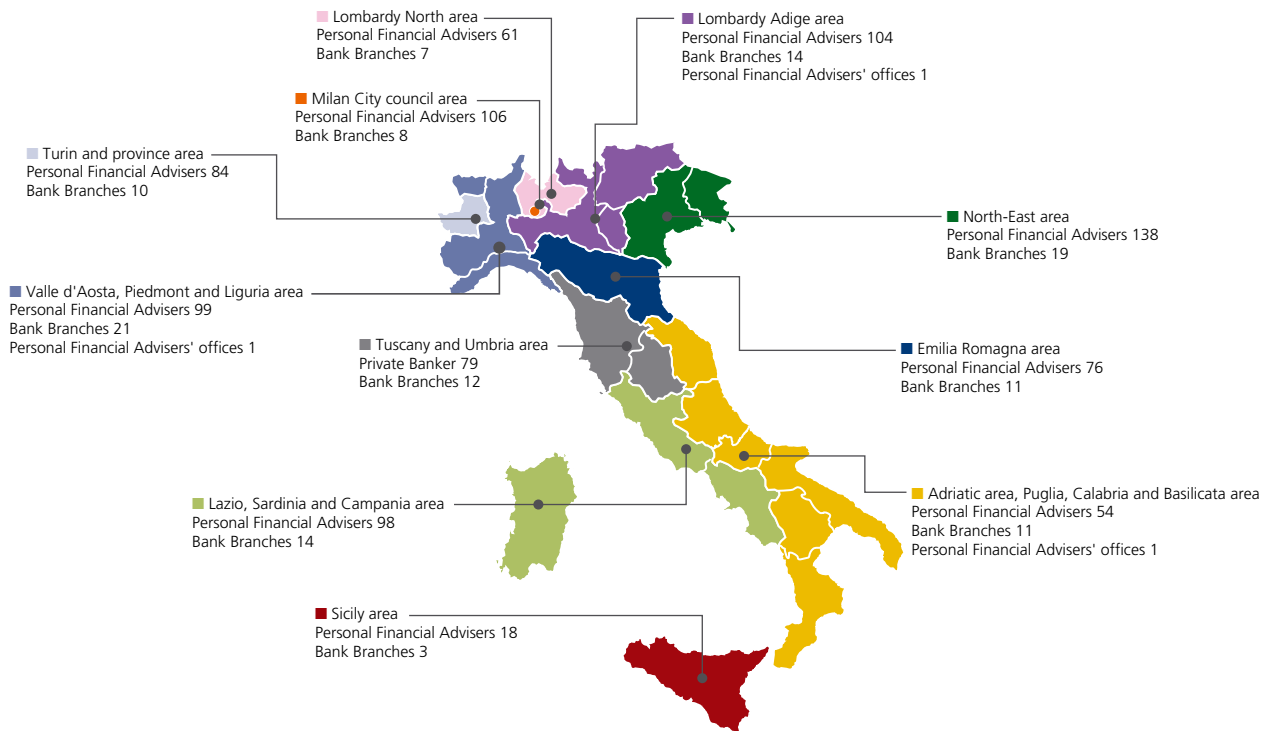 Lombardy North area
Personal Financial Advisers 61
Bank Branches 7
Lombardy Adige area
Personal Financial Advisers 104
Bank Branches 14
Personal Financial Advisers' offices 1
Milan City council area
Personal Financial Advisers 106
Bank Branches 8
Turin and province area
Personal Financial Advisers 84
Bank Branches 10
North-East area
Personal Financial Advisers 138
Bank Branches 19
Valle d'Aosta, Piedmont and Liguria area
Personal Financial Advisers 99
Bank Branches 21
Personal Financial Advisers' offices 1
Tuscany and Umbria area
Private Banker 79
Bank Branches 12
Emilia Romagna area
Personal Financial Advisers 76
Bank Branches 11
Lazio, Sardinia and Campania area
Personal Financial Advisers 98
Bank Branches 14
Adriatic area, Puglia, Calabria and Basilicata area
Personal Financial Advisers 54
Bank Branches 11
Personal Financial Advisers' offices 1
Sicily area
Personal Financial Advisers 18
Bank Branches 3